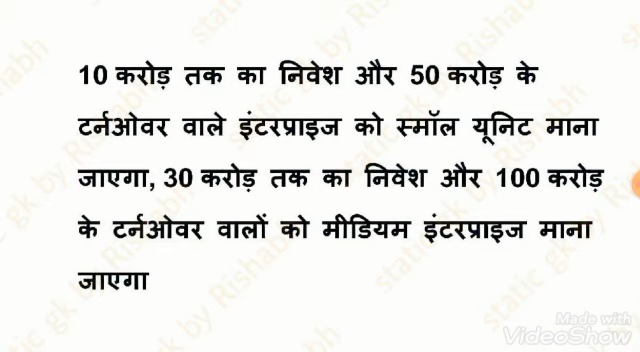 10 करोड़ तक का निवेश और 50 करोड़ के
टर्नओवर वाले इंटरप्राइज को स्मॉल यूनिट माना
जाएगा, 30 करोड़ तक का निवेश और 100 करोड़
के टर्नओवर वालों को मीडियम इंटरप्राइज माना
जाएगा
Made with
VideoShow